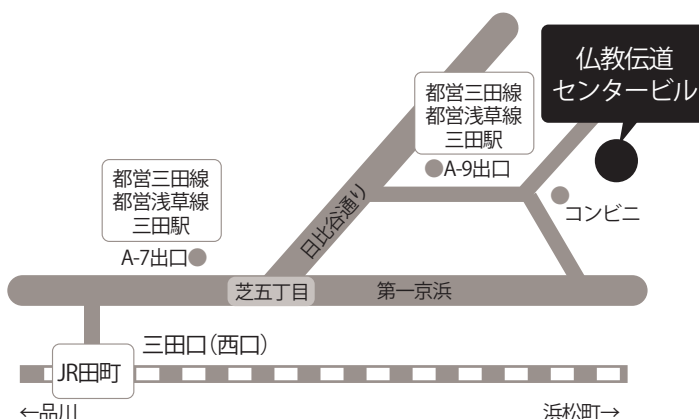 仏教伝道
センタービル
都営三田線
都営浅草線
三田駅
A-9出口
コンビニ
日比谷通り
都営三田線
都営浅草線
三田駅
A-7出口
芝五丁目
第一京浜
三田口（西口）
JR田町
←品川
浜松町→